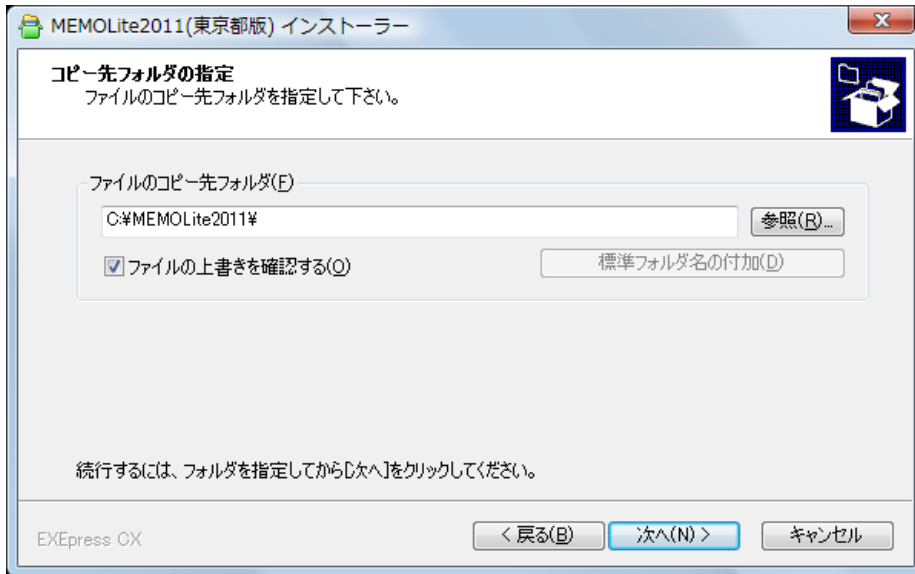 MEMOLite2011(東京都版) インストーラー
コピー先フォルダの指定
ファイルのコピー先フォルダを指定して下さい。
ファイルのコピー先フォルダ(F)
C:¥MEMOLite2011¥
参照(R)...
ファイルの上書きを確認する(O)
標準フォルダ名の付加(D)
続行するには、フォルダを指定してから[次へ]をクリックしてください。
EXEpress CX
< 戻る(B)
次へ(N) >
キャンセル